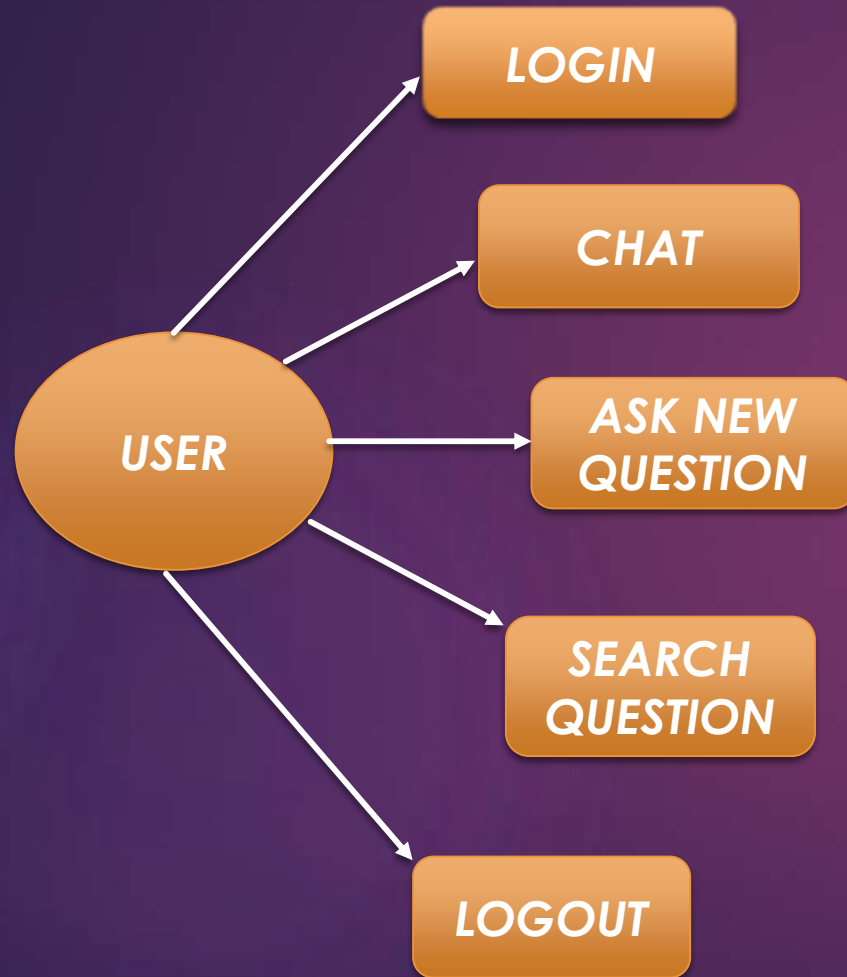 LOGIN
CHAT
USER
ASK NEW
QUESTION
SEARCH
QUESTION
LOGOUT